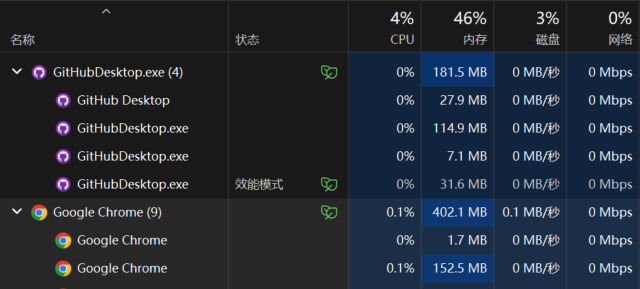 4% 46% 3% 0%
名称 状态 CPU 内存 磁盘 网络
GitHubDesktop.exe (4) 0% 181.5 MB 0 MB/秒 0 Mbps
GitHub Desktop 0% 27.9 MB 0 MB/秒 0 Mbps
GitHubDesktop.exe 0% 114.9 MB 0 MB/秒 0 Mbps
GitHubDesktop.exe 0% 7.1 MB 0 MB/秒 0 Mbps
GitHubDesktop.exe 效能模式 0% 31.6 MB 0 MB/秒 0 Mbps
Google Chrome (9) 0.1% 402.1 MB 0.1 MB/秒 0 Mbps
Google Chrome 0% 1.7 MB 0 MB/秒 0 Mbps
Google Chrome 0.1% 152.5 MB 0 MB/秒 0 Mbps